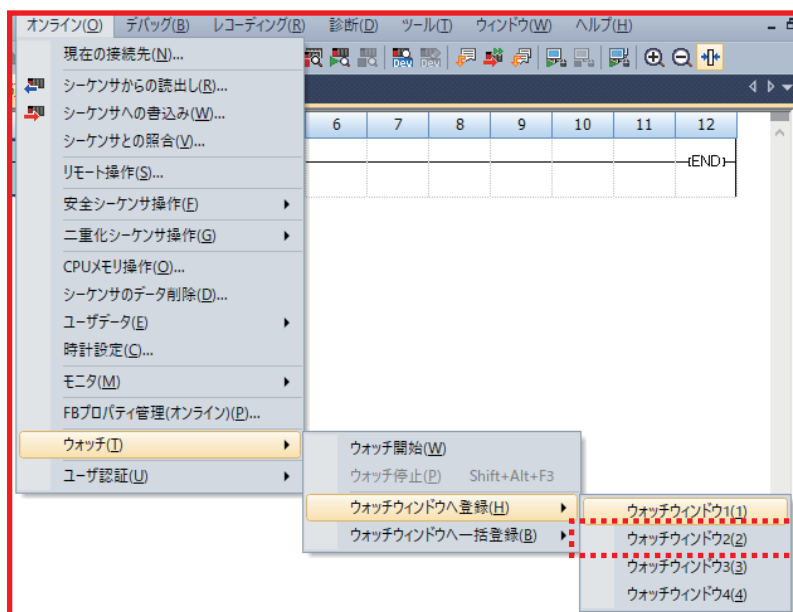 オンライン(O) デバッグ(B) レコーディング(R) 診断(D) ツール(T) ウィンドウ(W) ヘルプ(H)
現在の接続先(N)...
シーケンサからの読出し(R)...
シーケンサへの書込み(W)...
シーケンサとの照合(V)...
リモート操作(S)...
安全シーケンサ操作(F)
二重化シーケンサ操作(G)
CPUメモリ操作(O)...
シーケンサのデータ削除(D)...
ユーザデータ(E)
時計設定(C)...
モニタ(M)
FBプロパティ管理(オンライン)(P)...
ウォッチ(T)
ユーザ認証(U)
Dev Dev
6 7 8 9 10 11 12
END
ウォッチ開始(W)
ウォッチ停止(P) Shift+Alt+F3
ウォッチウィンドウへ登録(H)
ウォッチウィンドウへ一括登録(B)
ウォッチウィンドウ1(1)
ウォッチウィンドウ2(2)
ウォッチウィンドウ3(3)
ウォッチウィンドウ4(4)